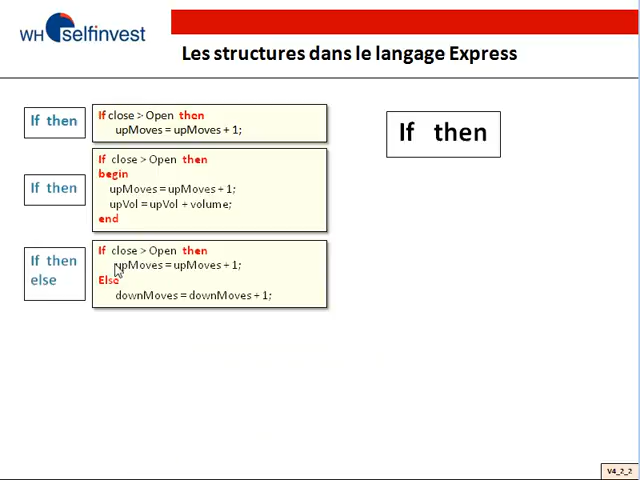 WH selfinvest
Les structures dans le langage Express
If then
If close > Open then
upMoves = upMoves + 1;
If then
If close > Open then
begin
upMoves = upMoves + 1;
upVol = upVol + volume;
end
If then
else
If close > Open then
upMoves = upMoves + 1;
Else
downMoves = downMoves + 1;
If then
V4_2_2